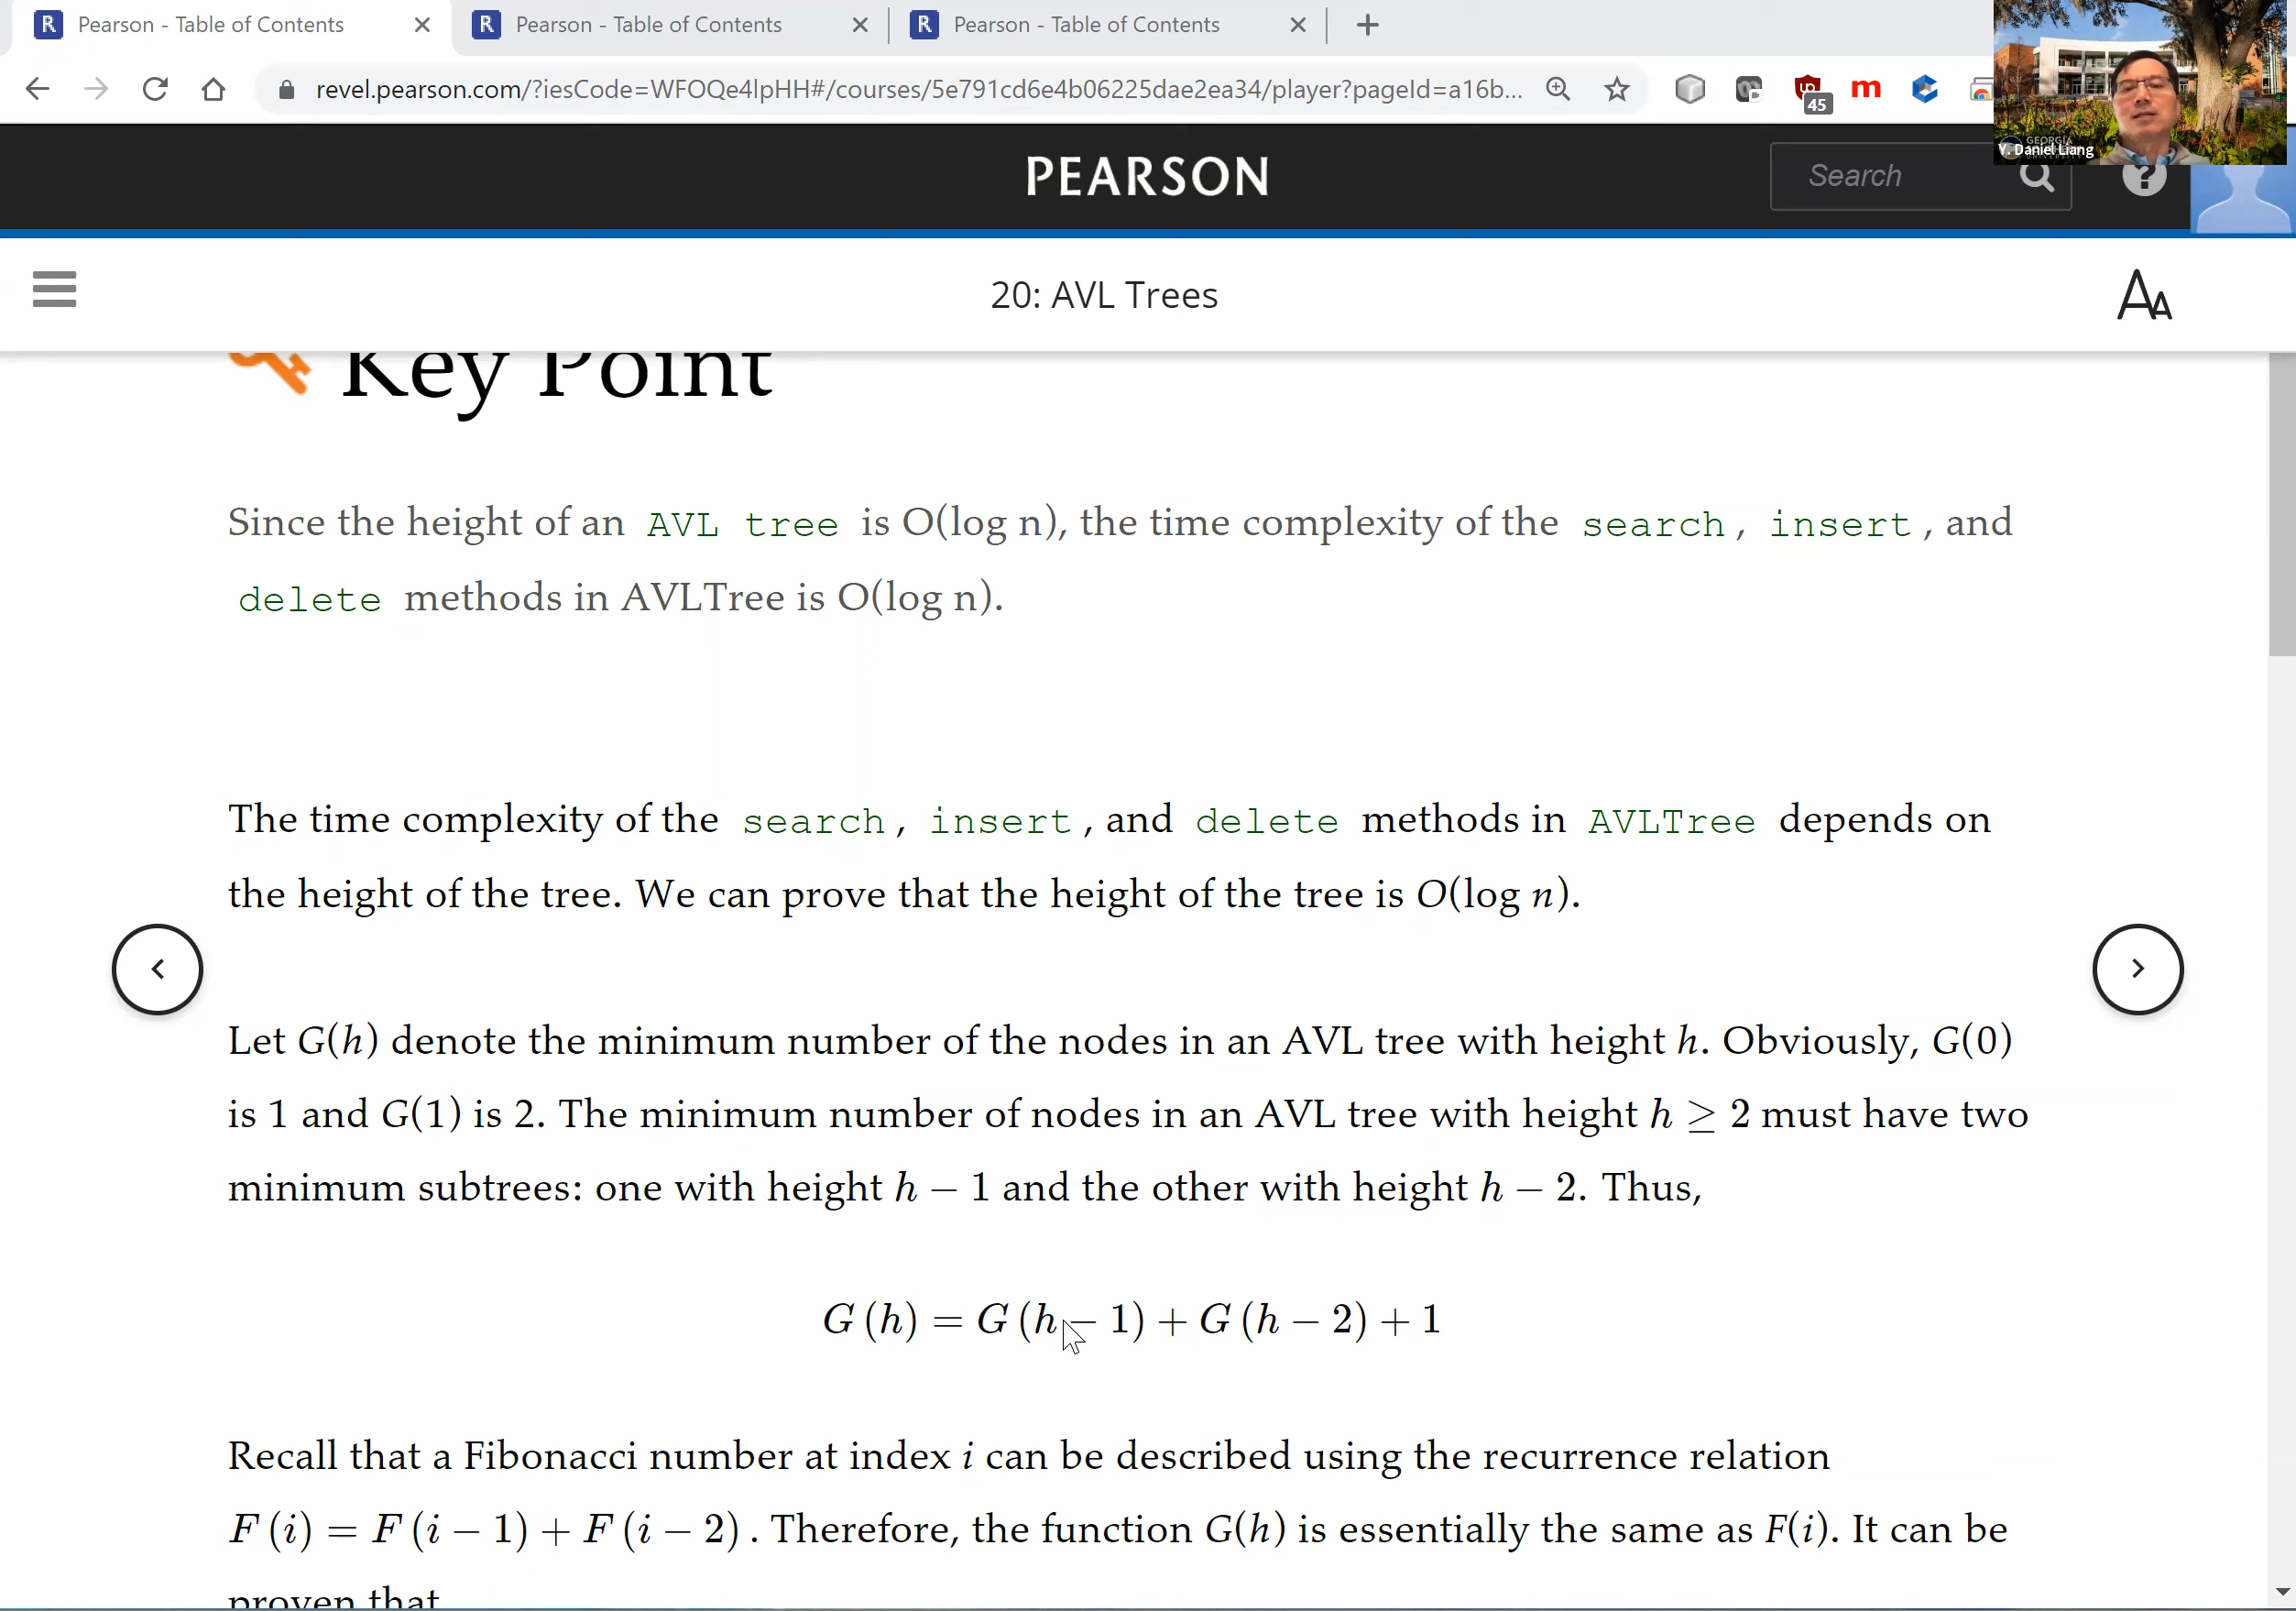 R Pearson - Table of Contents
R Pearson - Table of Contents
R Pearson - Table of Contents
revel.pearson.com/?iesCode=WFOQe4lpHH#/courses/5e791cd6e4b06225dae2ea34/player?pageId=a16b...
45
m
GEORGIA
Y. Daniel Liang
PEARSON
Search
?
20: AVL Trees
AA
Key Point
Since the height of an AVL tree is O(log n), the time complexity of the search, insert, and
delete methods in AVLTree is O(log n).
The time complexity of the search, insert, and delete methods in AVLTree depends on
the height of the tree. We can prove that the height of the tree is O(log n).
Let G(h) denote the minimum number of the nodes in an AVL tree with height h. Obviously, G(0)
is 1 and G(1) is 2. The minimum number of nodes in an AVL tree with height h ≥ 2 must have two
minimum subtrees: one with height h − 1 and the other with height h − 2. Thus,
G (h) = G (h − 1) + G (h − 2) + 1
Recall that a Fibonacci number at index i can be described using the recurrence relation
F (i) = F (i − 1) + F (i − 2) . Therefore, the function G(h) is essentially the same as F(i). It can be
proven that